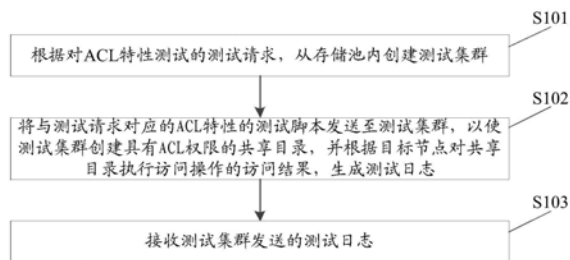 S101
根据对ACL特性测试的测试请求，从存储池内创建测试集群
S102
将与测试请求对应的ACL特性的测试脚本发送至测试集群，以使
测试集群创建具有ACL权限的共享目录，并根据目标节点对共享
目录执行访问操作的访问结果，生成测试日志
S103
接收测试集群发送的测试日志